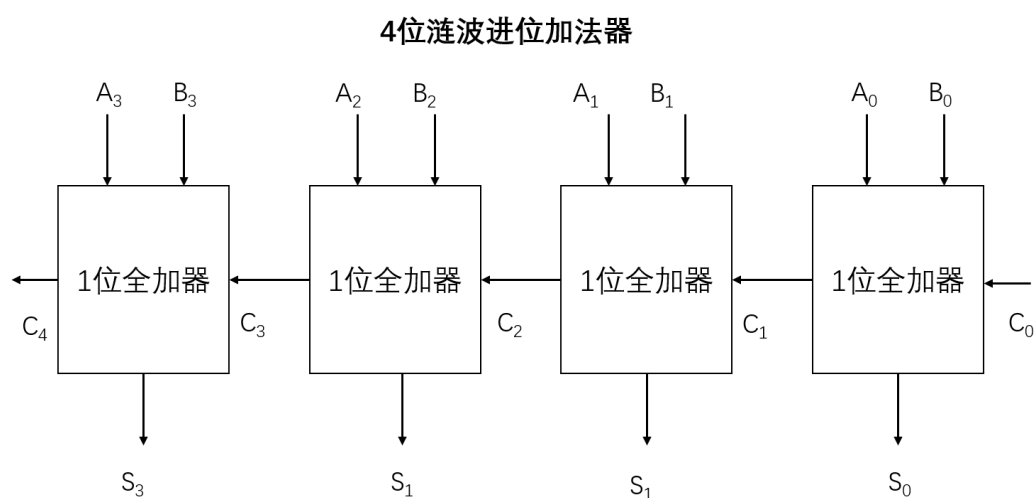 4位涟波进位加法器
A₃ B₃ A₂ B₂ A₁ B₁ A₀ B₀
1位全加器 1位全加器 1位全加器 1位全加器
C₄ C₃ C₂ C₁ C₀
S₃ S₁ S₁ S₀